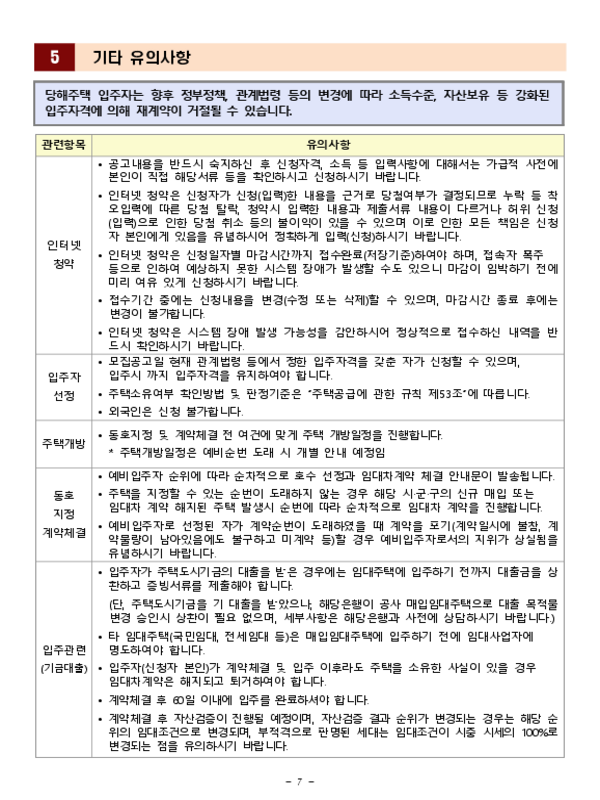 5 기타 유의사항
당해주택 입주자는 향후 정부정책, 관계법령 등의 변경에 따라 소득수준, 자산보유 등 강화된
입주자격에 의해 재계약이 거절될 수 있습니다.
관련항목 유의사항
인터넷
청약
• 공고내용을 반드시 숙지하신 후 신청자격, 소득 등 입력사항에 대해서는 가급적 사전에
본인이 직접 해당서류 등을 확인하시고 신청하시기 바랍니다.
• 인터넷 청약은 신청자가 신청(입력)한 내용을 근거로 당첨여부가 결정되므로 누락 등 착
오입력에 따른 당첨 탈락, 청약시 입력한 내용과 제출서류 내용이 다르거나 허위 신청
(입력)으로 인한 당첨 취소 등의 불이익이 있을 수 있으며 이로 인한 모든 책임은 신청
자 본인에게 있음을 유념하시어 정확하게 입력(신청)하시기 바랍니다.
• 인터넷 청약은 신청일자별 마감시간까지 접수완료(저장기준)하여야 하며, 접속자 폭주
등으로 인하여 예상하지 못한 시스템 장애가 발생할 수도 있으니 마감이 임박하기 전에
미리 여유 있게 신청하시기 바랍니다.
• 접수기간 중에는 신청내용을 변경(수정 또는 삭제)할 수 있으며, 마감시간 종료 후에는
변경이 불가합니다.
• 인터넷 청약은 시스템 장애 발생 가능성을 감안하시어 정상적으로 접수하신 내역을 반
드시 확인하시기 바랍니다.
입주자
선정
• 모집공고일 현재 관계법령 등에서 정한 입주자격을 갖춘 자가 신청할 수 있으며,
입주시 까지 입주자격을 유지하여야 합니다.
• 주택소유여부 확인방법 및 판정기준은 "주택공급에 관한 규칙 제53조"에 따릅니다.
• 외국인은 신청 불가합니다.
주택개방
• 동호지정 및 계약체결 전 여건에 맞게 주택 개방일정을 진행합니다.
* 주택개방일정은 예비순번 도래 시 개별 안내 예정임
동호
지정
계약체결
• 예비입주자 순위에 따라 순차적으로 호수 선정과 임대차계약 체결 안내문이 발송됩니다.
• 주택을 지정할 수 있는 순번이 도래하지 않는 경우 해당 시·군·구의 신규 매입 또는
임대차 계약 해지된 주택 발생시 순번에 따라 순차적으로 임대차 계약을 진행합니다.
• 예비입주자로 선정된 자가 계약순번이 도래하였을 때 계약을 포기(계약일시에 불참, 계
약물량이 남아있음에도 불구하고 미계약 등)할 경우 예비입주자로서의 지위가 상실됨을
유념하시기 바랍니다.
입주관련
(기금대출)
• 입주자가 주택도시기금의 대출을 받은 경우에는 임대주택에 입주하기 전까지 대출금을 상
환하고 증빙서류를 제출해야 합니다.
(단, 주택도시기금을 기 대출을 받았으나, 해당은행이 공사 매입임대주택으로 대출 목적물
변경 승인시 상환이 필요 없으며, 세부사항은 해당은행과 사전에 상담하시기 바랍니다.)
• 타 임대주택(국민임대, 전세임대 등)은 매입임대주택에 입주하기 전에 임대사업자에
명도하여야 합니다.
• 입주자(신청자 본인)가 계약체결 및 입주 이후라도 주택을 소유한 사실이 있을 경우
임대차계약은 해지되고 퇴거하여야 합니다.
• 계약체결 후 60일 이내에 입주를 완료하셔야 합니다.
• 계약체결 후 자산검증이 진행될 예정이며, 자산검증 결과 순위가 변경되는 경우는 해당 순
위의 임대조건으로 변경되며, 부적격으로 판명된 세대는 임대조건이 시중 시세의 100%로
변경되는 점을 유의하시기 바랍니다.
- 7 -